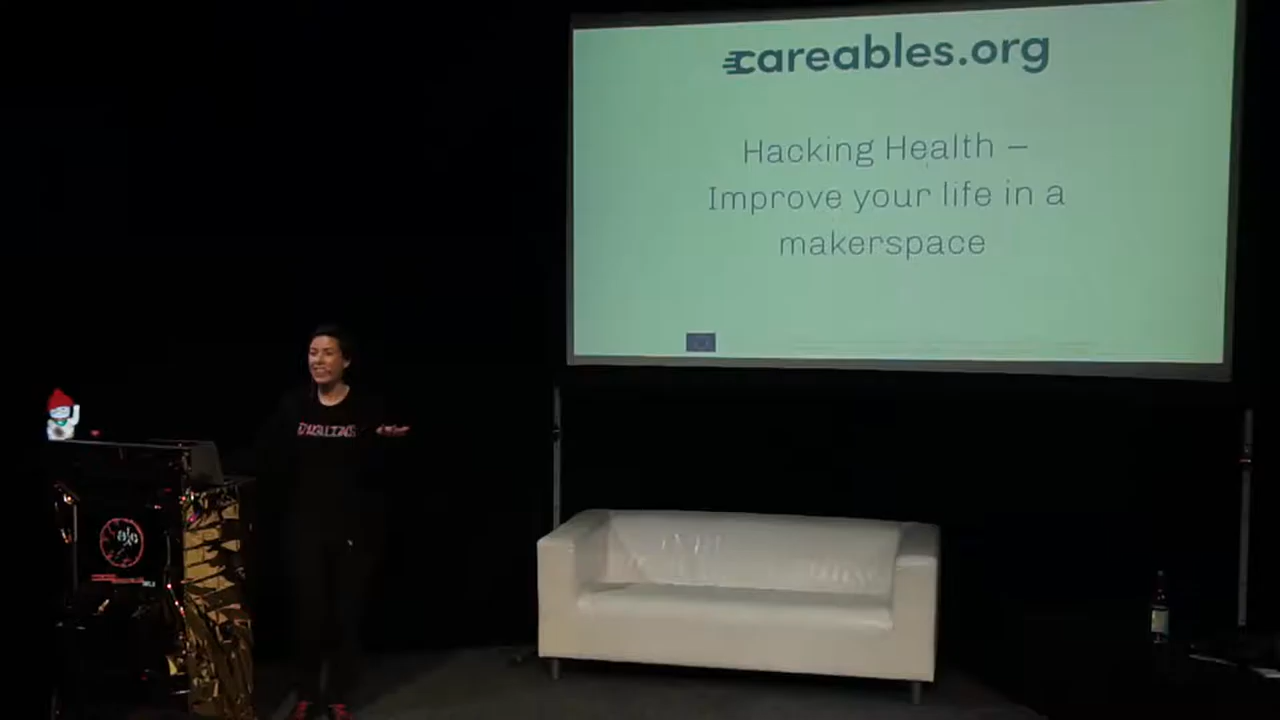 careables.org
Hacking Health –
Improve your life in a
makerspace